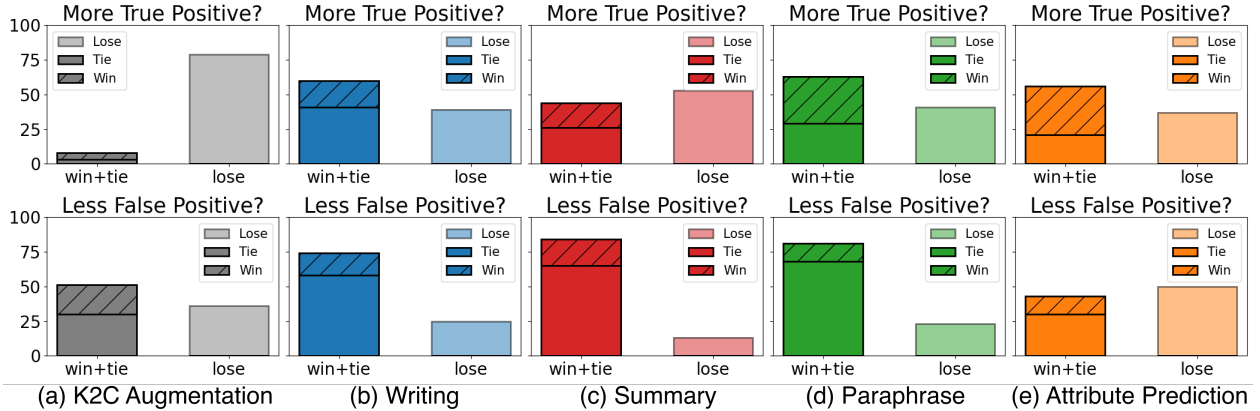 More True Positive?
More True Positive?
More True Positive?
More True Positive?
More True Positive?
100
75
50
25
0
Lose
Tie
Win
Lose
Tie
Win
Lose
Tie
Win
Lose
Tie
Win
Lose
Tie
Win
win+tie lose
win+tie lose
win+tie lose
win+tie lose
win+tie lose
Less False Positive?
Less False Positive?
Less False Positive?
Less False Positive?
Less False Positive?
100
75
50
25
0
Lose
Tie
Win
Lose
Tie
Win
Lose
Tie
Win
Lose
Tie
Win
Lose
Tie
Win
win+tie lose
win+tie lose
win+tie lose
win+tie lose
win+tie lose
(a) K2C Augmentation
(b) Writing
(c) Summary
(d) Paraphrase
(e) Attribute Prediction